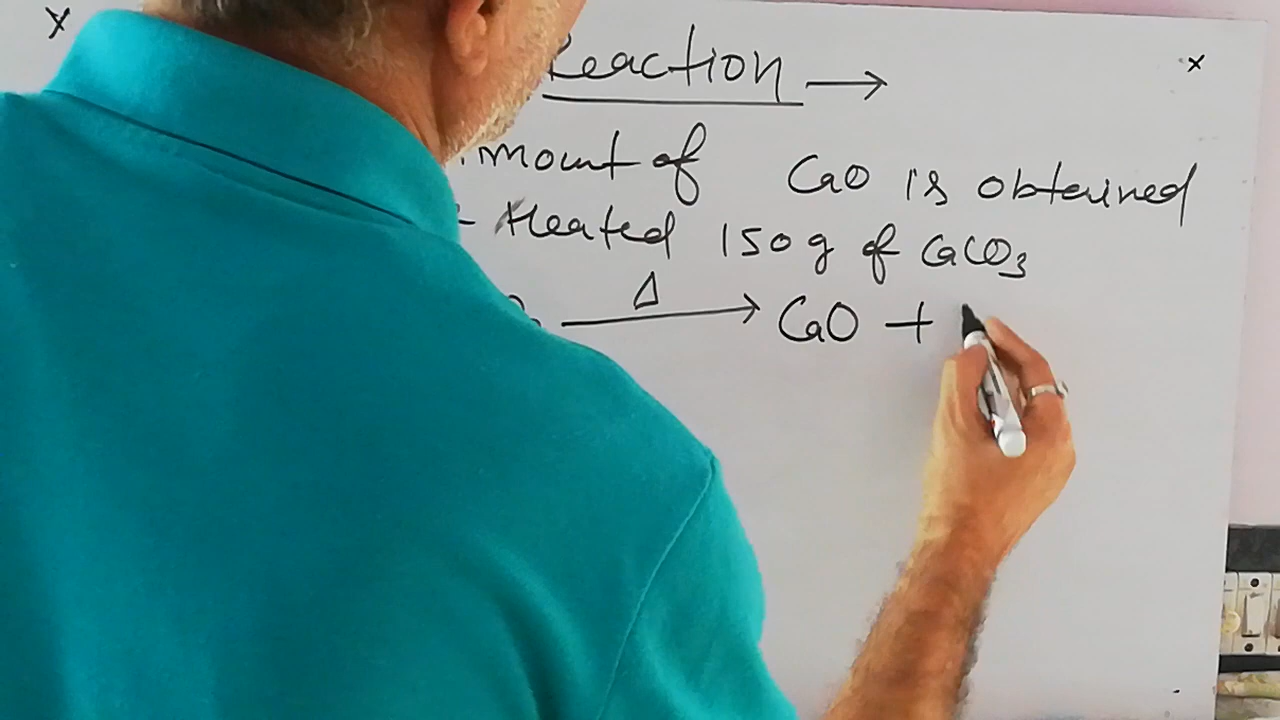 x
Reaction → x
mount of CaO is obtained
Heated 150 g of CaCO3
Δ
→ CaO +